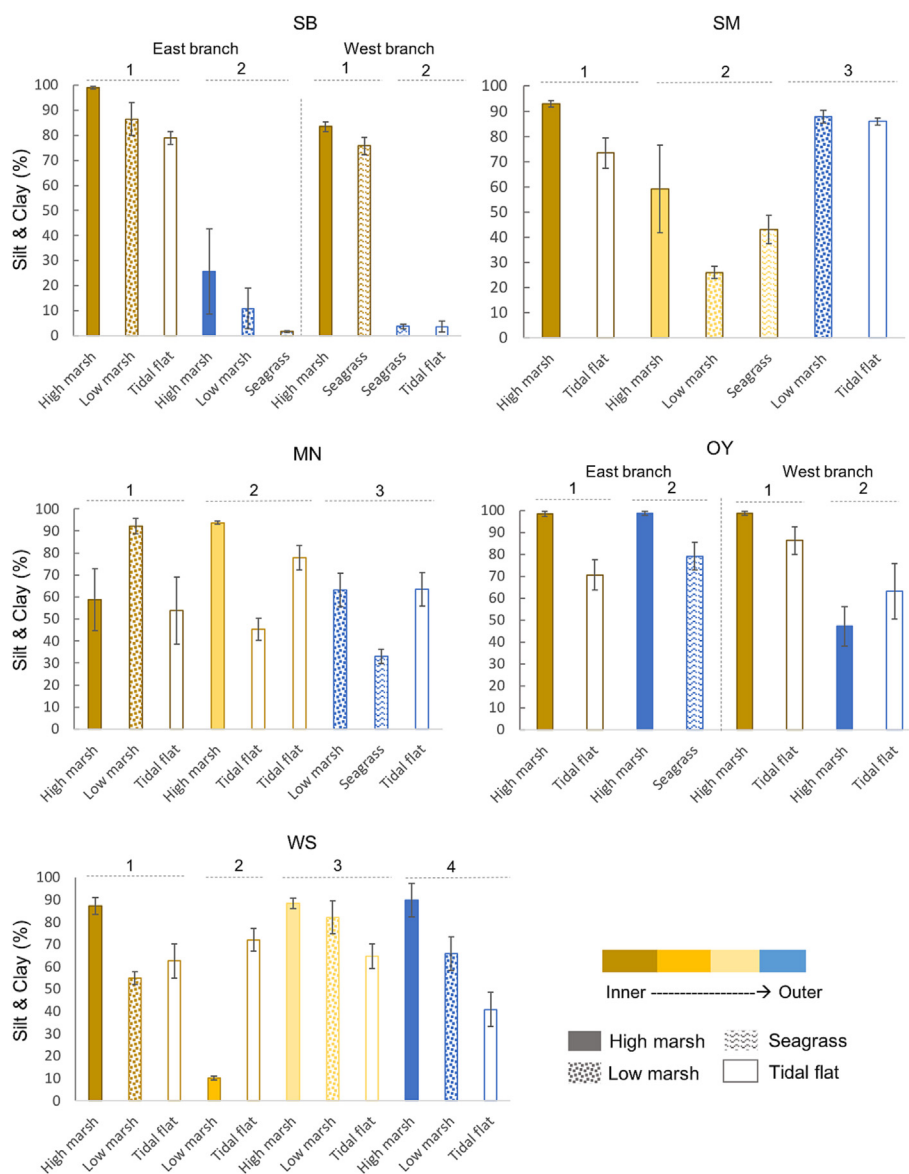 SB
East branch
West branch
1 2 1 2
Silt & Clay (%)
100
90
80
70
60
50
40
30
20
10
0
High marsh
Low marsh
Tidal flat
High marsh
Low marsh
Seagrass
High marsh
Seagrass
Seagrass
Tidal flat
SM
1 2 3
Silt & Clay (%)
100
90
80
70
60
50
40
30
20
10
0
High marsh
Tidal flat
High marsh
Low marsh
Seagrass
Low marsh
Tidal flat
MN
1 2 3
Silt & Clay (%)
100
90
80
70
60
50
40
30
20
10
0
High marsh
Low marsh
Tidal flat
High marsh
Tidal flat
Tidal flat
Low marsh
Seagrass
Tidal flat
OY
East branch
West branch
1 2 1 2
Silt & Clay (%)
100
90
80
70
60
50
40
30
20
10
0
High marsh
Tidal flat
High marsh
Seagrass
High marsh
Tidal flat
High marsh
Tidal flat
WS
1 2 3 4
Silt & Clay (%)
100
90
80
70
60
50
40
30
20
10
0
High marsh
Low marsh
Tidal flat
Low marsh
Tidal flat
High marsh
Low marsh
Tidal flat
High marsh
Low marsh
Tidal flat
Inner --------------------→ Outer
High marsh
Seagrass
Low marsh
Tidal flat